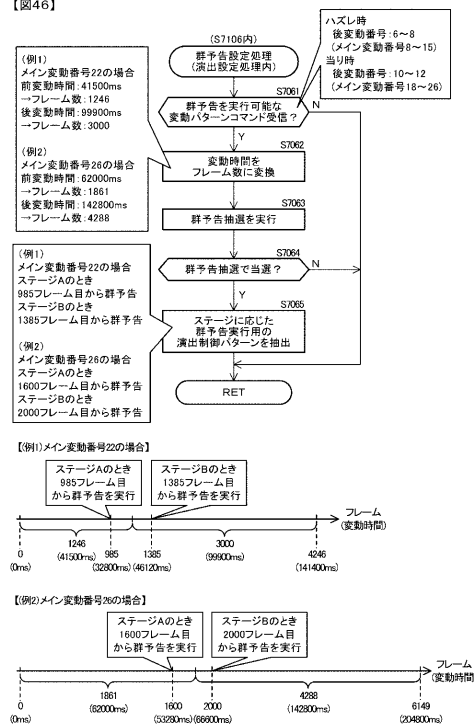 【図46】
(S7106内)
群予告設定処理
(演出設定処理内)
ハズレ時
後変動番号:6~8
(メイン変動番号8~15)
当り時
後変動番号:10~12
(メイン変動番号18~26)
(例1)
メイン変動番号22の場合
前変動時間:41500ms
→フレーム数:1246
後変動時間:99900ms
→フレーム数:3000
(例2)
メイン変動番号26の場合
前変動時間:62000ms
→フレーム数:1861
後変動時間:142800ms
→フレーム数:4288
S7061
群予告を実行可能な
変動パターンコマンド受信?
N
Y
S7062
変動時間を
フレーム数に変換
S7063
群予告抽選を実行
S7064
群予告抽選で当選?
N
Y
S7065
ステージに応じた
群予告実行用の
演出制御パターンを抽出
RET
(例1)
メイン変動番号22の場合
ステージAのとき
985フレーム目から群予告
ステージBのとき
1385フレーム目から群予告
(例2)
メイン変動番号26の場合
ステージAのとき
1600フレーム目から群予告
ステージBのとき
2000フレーム目から群予告
【(例1)メイン変動番号22の場合】
ステージAのとき
985フレーム目
から群予告を実行
ステージBのとき
1385フレーム目
から群予告を実行
フレーム
(変動時間)
1246
(41500ms)
3000
(99900ms)
0
(0ms)
985
(32800ms)
1385
(46120ms)
4246
(141400ms)
【(例2)メイン変動番号26の場合】
ステージAのとき
1600フレーム目
から群予告を実行
ステージBのとき
2000フレーム目
から群予告を実行
フレーム
(変動時間)
1861
(62000ms)
4288
(142800ms)
0
(0ms)
1600
(53280ms)
2000
(66600ms)
6149
(204800ms)